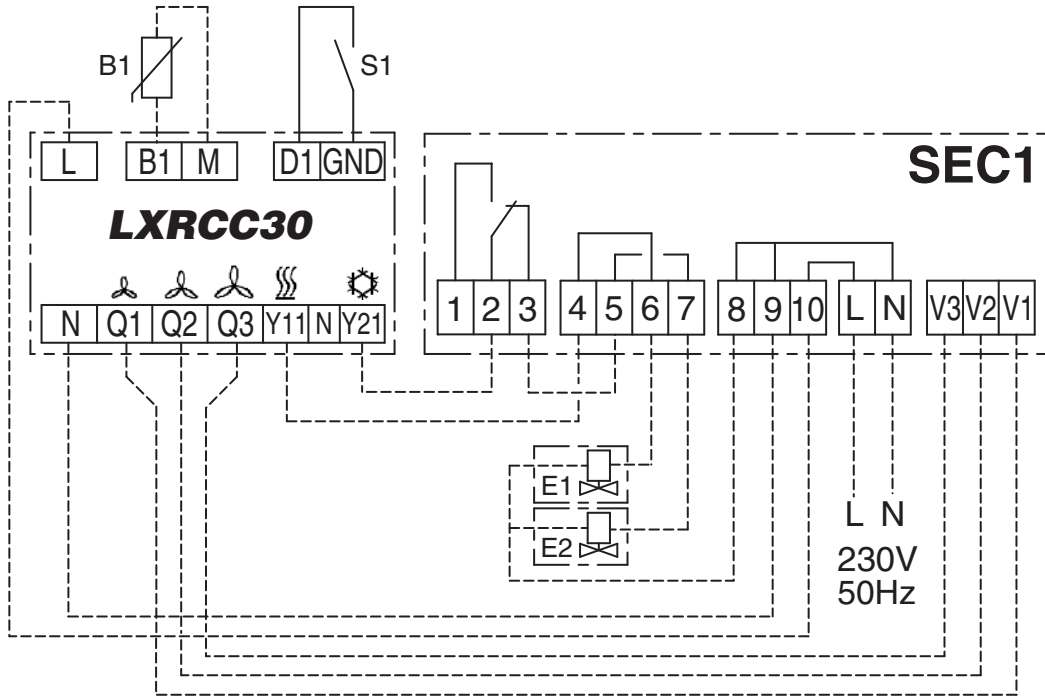 B1
S1
L B1 M D1 GND
LXRCC30
N Q1 Q2 Q3 Y11 N Y21
SEC1
1 2 3 4 5 6 7 8 9 10 L N V3 V2 V1
E1
E2
L N
230V
50Hz